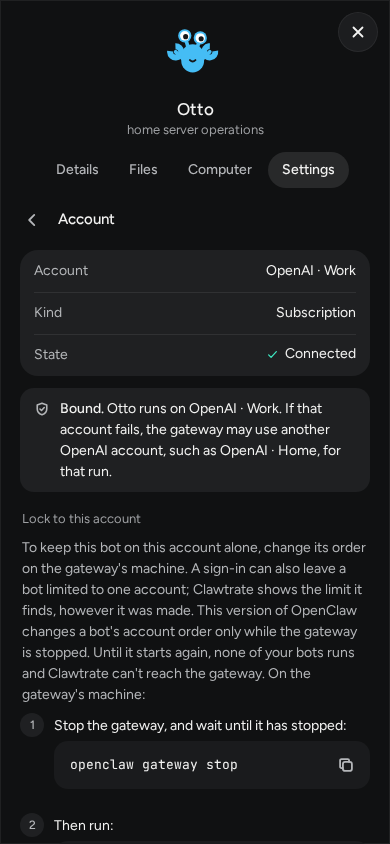 Otto
home server operations
Details Files Computer Settings
Account
Account OpenAI · Work
Kind Subscription
State Connected
Bound. Otto runs on OpenAI · Work. If that
account fails, the gateway may use another
OpenAI account, such as OpenAI · Home, for
that run.
Lock to this account
To keep this bot on this account alone, change its order
on the gateway's machine. A sign-in can also leave a
bot limited to one account; Clawtrate shows the limit it
finds, however it was made. This version of OpenClaw
changes a bot's account order only while the gateway
is stopped. Until it starts again, none of your bots runs
and Clawtrate can't reach the gateway. On the
gateway's machine:
1 Stop the gateway, and wait until it has stopped:
openclaw gateway stop
2 Then run: